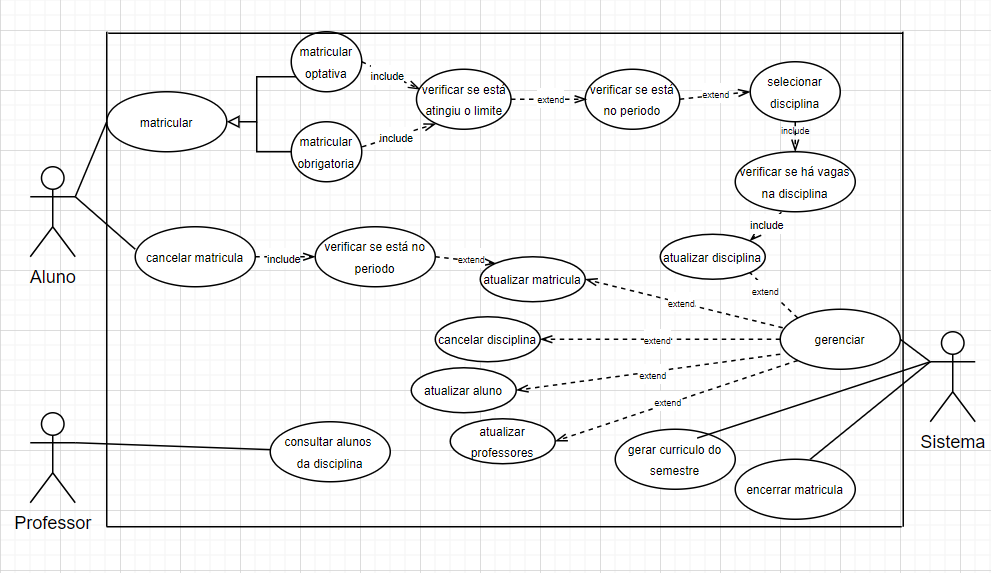 matricular
optativa
include
verificar se está
atingiu o limite
extend
verificar se está
no periodo
extend
selecionar
disciplina
matricular
matricular
obrigatoria
include
include
verificar se há vagas
na disciplina
include
Aluno
cancelar matricula
include
verificar se está no
periodo
extend
atualizar matricula
atualizar disciplina
extend
extend
cancelar disciplina
extend
gerenciar
atualizar aluno
extend
extend
atualizar
professores
Sistema
consultar alunos
da disciplina
gerar curriculo do
semestre
encerrar matricula
Professor